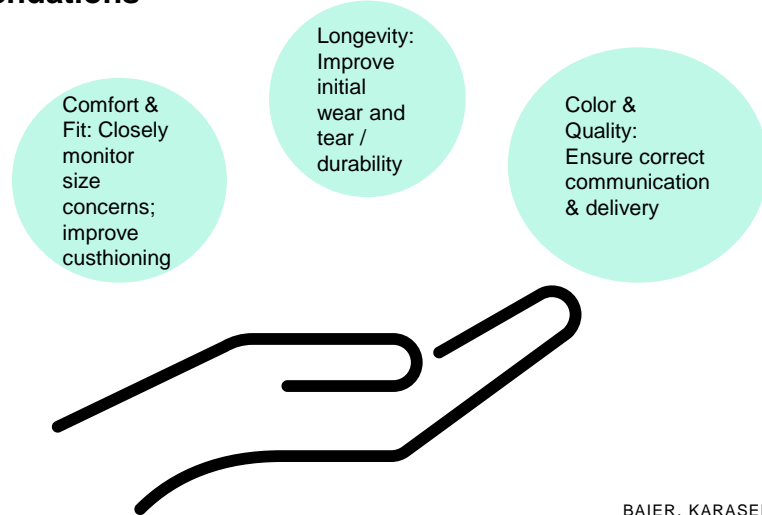 Comfort &
Fit: Closely
monitor
size
concerns;
improve
custhioning
Longevity:
Improve
initial
wear and
tear /
durability
Color &
Quality:
Ensure correct
communication
& delivery
BAIER, KARASE